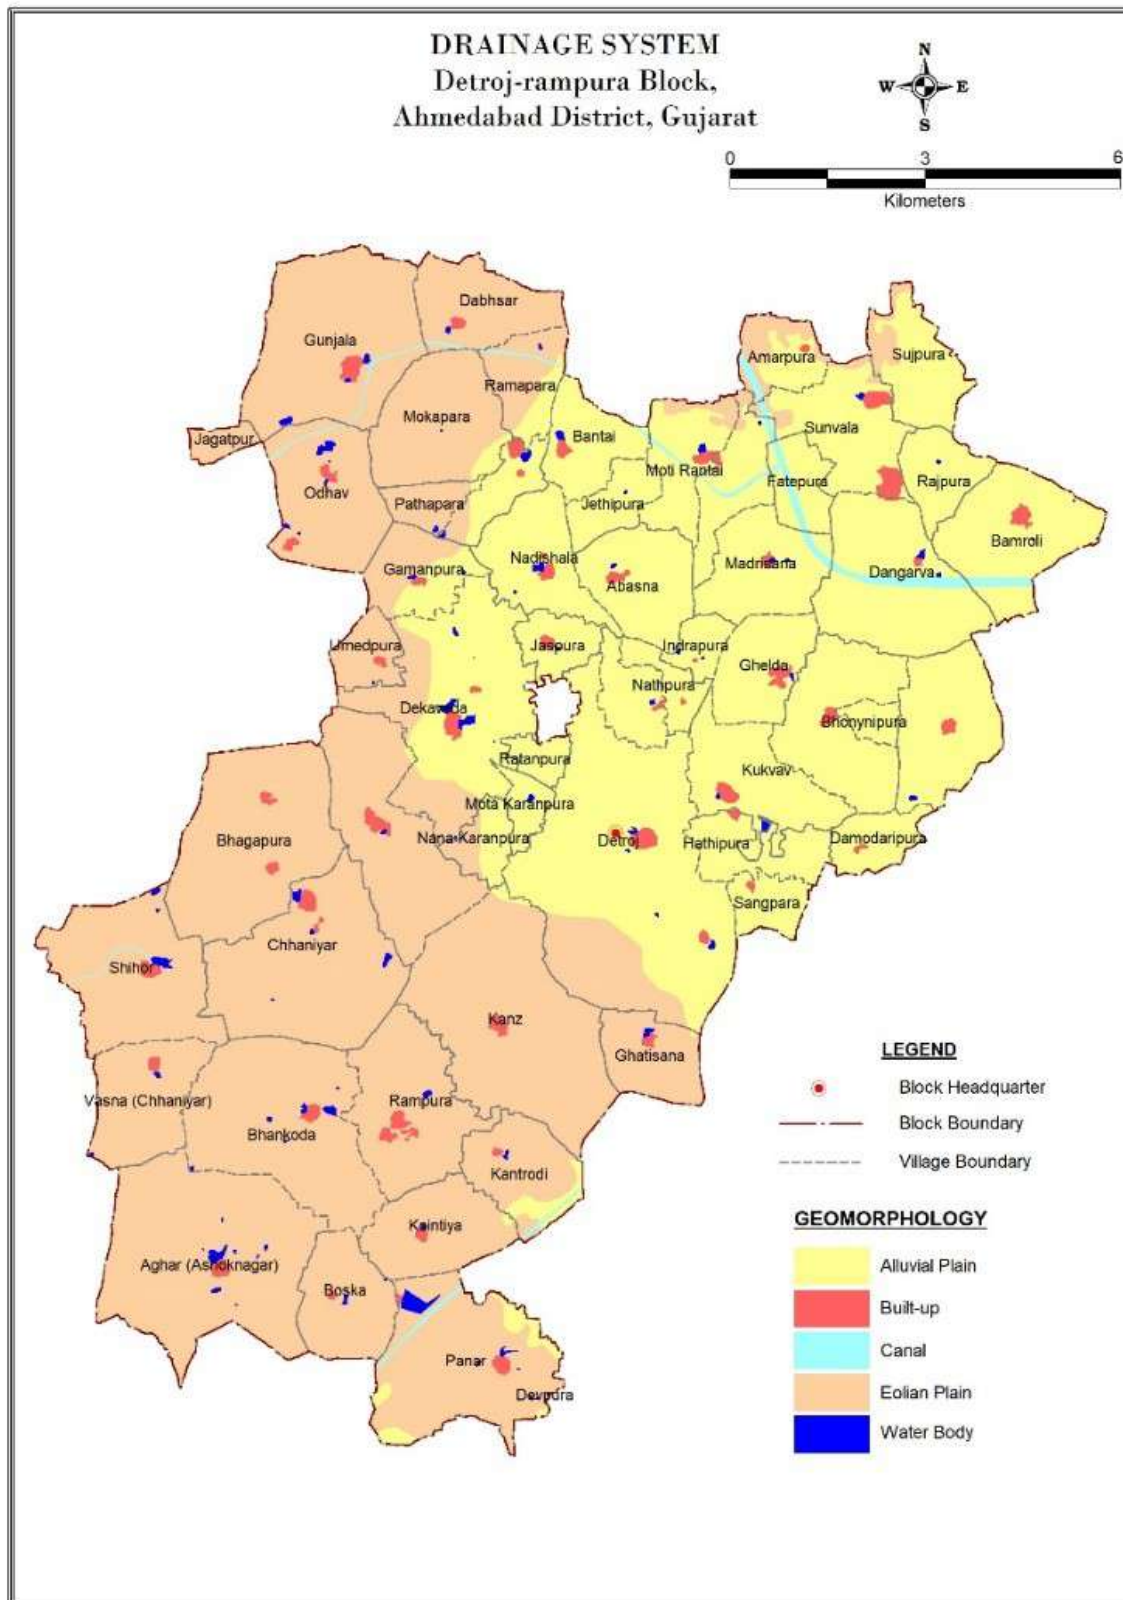 DRAINAGE SYSTEM
Detroj-rampura Block,
Ahmedabad District, Gujarat
N
W E
S
0 3 6
Kilometers
Dabhsar
Gunjala
Amarpura
Sujpura
Ramapara
Mokapara
Jagatpur
Bantai
Sunvala
Moti Rantai
Odhav
Fatepura
Rajpura
Pathapara
Jethipura
Bamroli
Nadishala
Gamanpura
Madrisana
Dangarva
Abasna
Umedpura
Jaspura
Indrapura
Ghelda
Nathpura
Dekavada
Bhonynipura
Ratanpura
Kukvav
Mota Karanpura
Bhagapura
Nana Karanpura
Detroj
Hathipura
Damodaripura
Sangpara
Chhaniyar
Shihor
Kanz
Ghatisana
LEGEND
Block Headquarter
Vasna (Chhaniyar)
Rampura
Block Boundary
Bhankoda
Village Boundary
Kantrodi
Kaintiya
GEOMORPHOLOGY
Aghar (Ashoknagar)
Alluvial Plain
Boska
Built-up
Panar
Canal
Devpura
Eolian Plain
Water Body